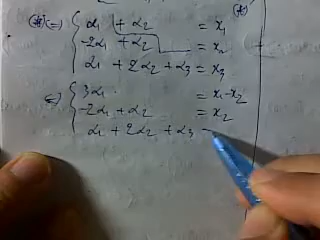 (*) (=) { α₁ + α₂ = x₁ (*)
-2α₁ + α₂ = x₂
α₁ + 2α₂ + α₃ = x₃
(=) { 3α₁ = x₁ - x₂
-2α₁ + α₂ = x₂
α₁ + 2α₂ + α₃ =